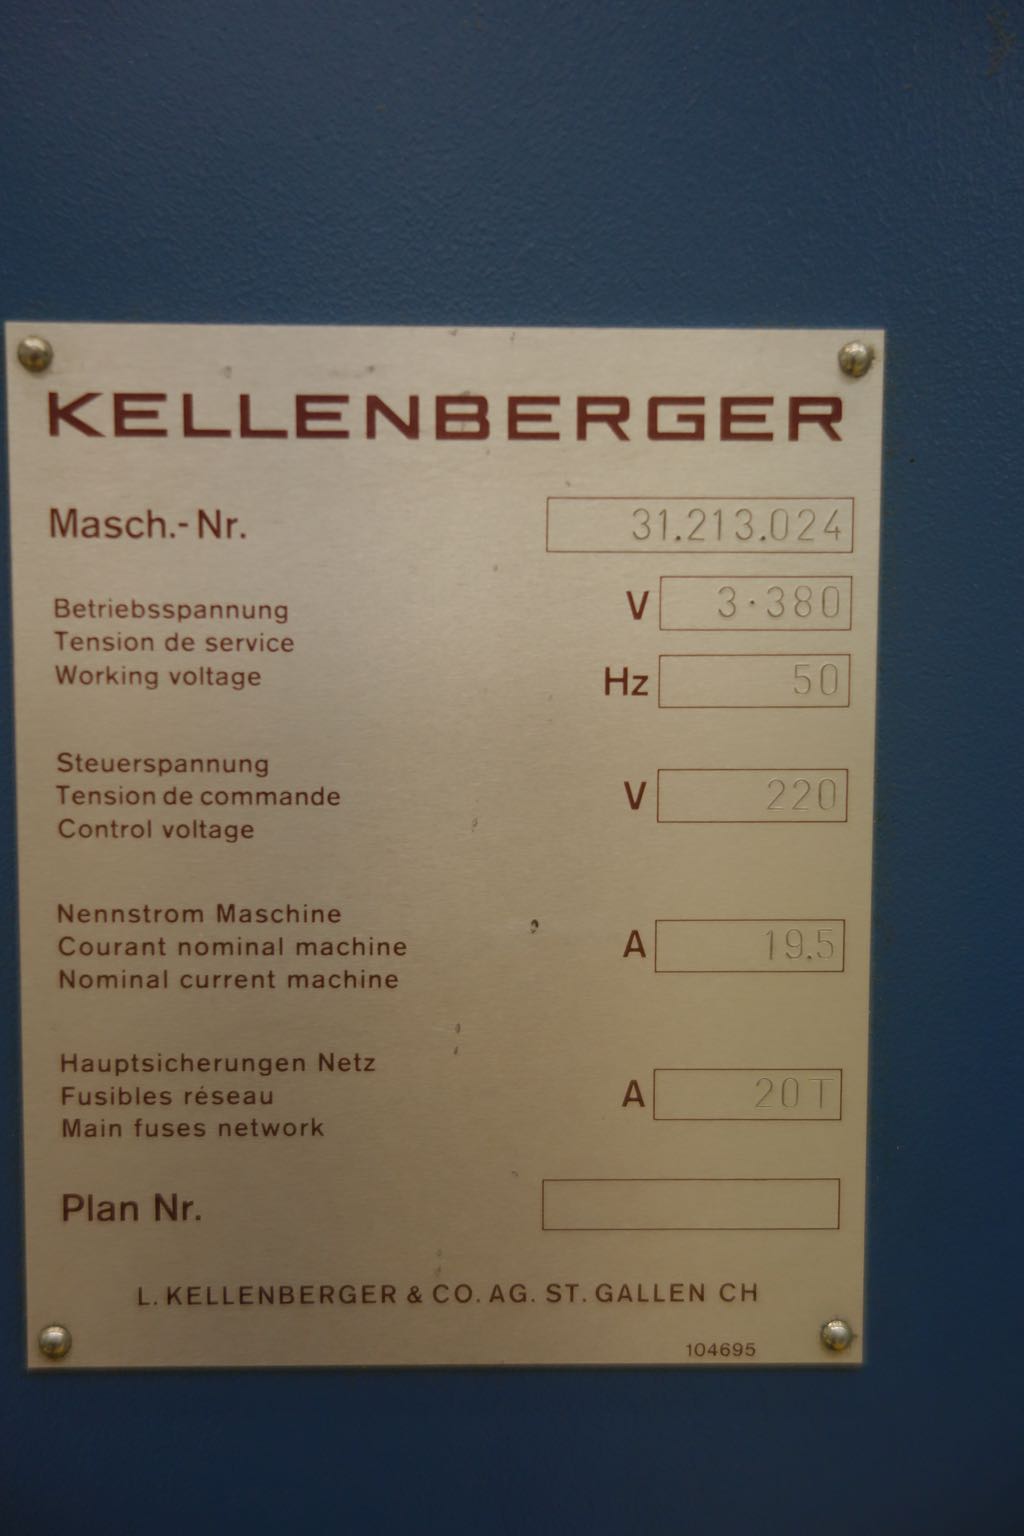 KELLENBERGER
Masch.-Nr. 31.213.024
Betriebsspannung V 3·380
Tension de service
Working voltage Hz 50
Steuerspannung
Tension de commande V 220
Control voltage
Nennstrom Maschine
Courant nominal machine A 19.5
Nominal current machine
Hauptsicherungen Netz
Fusibles réseau A 20T
Main fuses network
Plan Nr.
L. KELLENBERGER & CO. AG. ST. GALLEN CH
104695